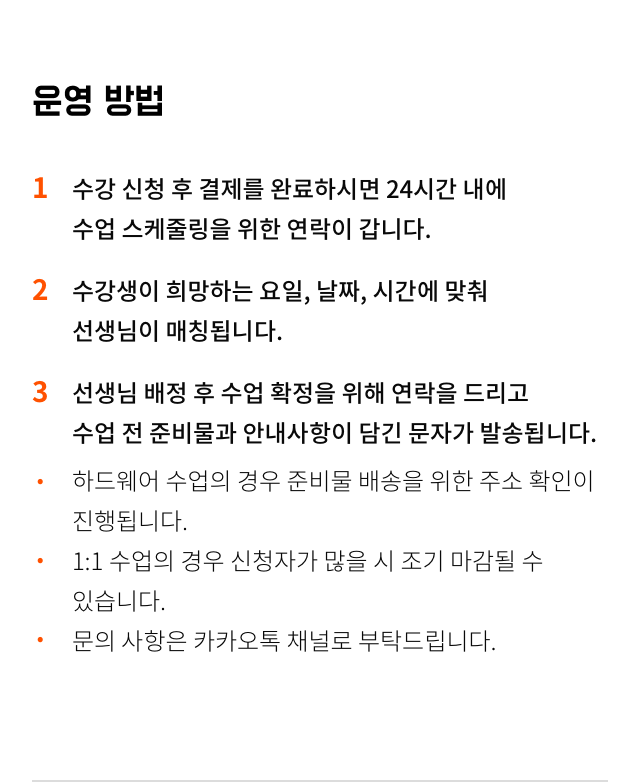 운영 방법
1 수강 신청 후 결제를 완료하시면 24시간 내에
수업 스케줄링을 위한 연락이 갑니다.
2 수강생이 희망하는 요일, 날짜, 시간에 맞춰
선생님이 매칭됩니다.
3 선생님 배정 후 수업 확정을 위해 연락을 드리고
수업 전 준비물과 안내사항이 담긴 문자가 발송됩니다.
• 하드웨어 수업의 경우 준비물 배송을 위한 주소 확인이
진행됩니다.
• 1:1 수업의 경우 신청자가 많을 시 조기 마감될 수
있습니다.
• 문의 사항은 카카오톡 채널로 부탁드립니다.